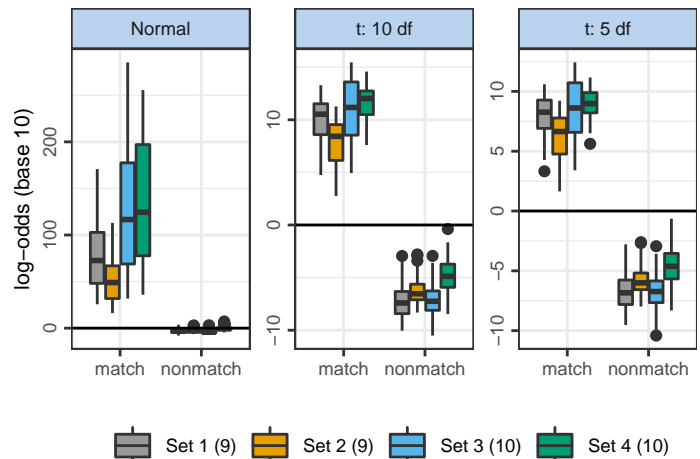 Normal
t: 10 df
t: 5 df
log−odds (base 10)
200
100
0
10
0
−10
10
5
0
−5
−10
match
nonmatch
match
nonmatch
match
nonmatch
Set 1 (9)
Set 2 (9)
Set 3 (10)
Set 4 (10)